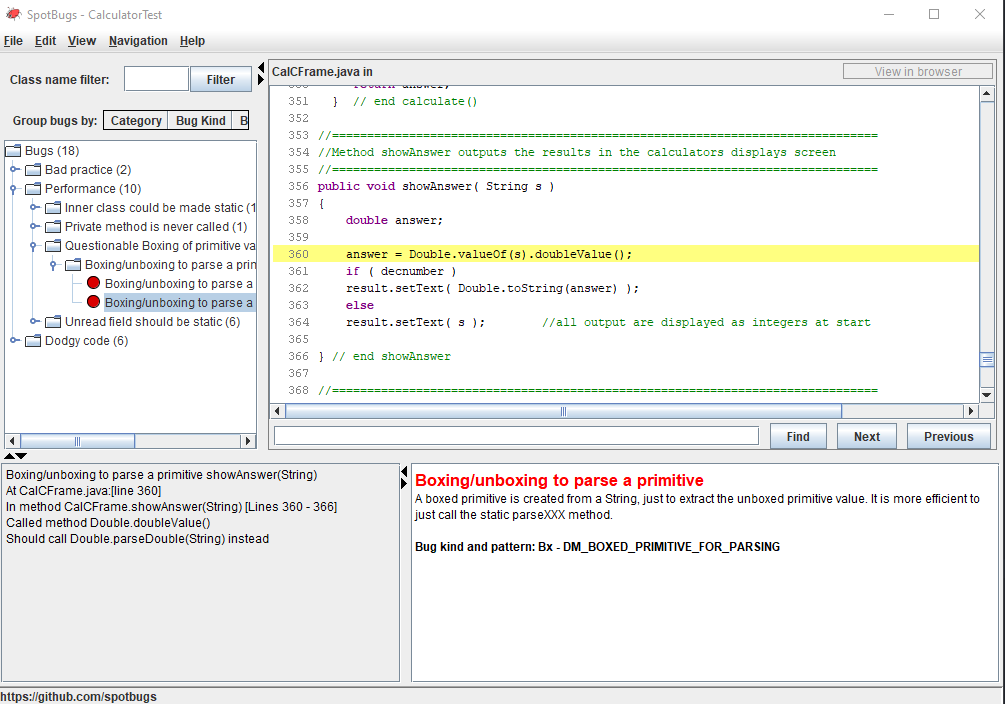 SpotBugs - CalculatorTest
File Edit View Navigation Help
Class name filter: Filter
Group bugs by: Category Bug Kind B
Bugs (18)
Bad practice (2)
Performance (10)
Inner class could be made static (1
Private method is never called (1)
Questionable Boxing of primitive va
Boxing/unboxing to parse a prin
Boxing/unboxing to parse a
Boxing/unboxing to parse a
Unread field should be static (6)
Dodgy code (6)
CalCFrame.java in View in browser
return answer;
351 } // end calculate()
352
353 //==============================================================================
354 //Method showAnswer outputs the results in the calculators displays screen
355 //==============================================================================
356 public void showAnswer( String s )
357 {
358 double answer;
359
360 answer = Double.valueOf(s).doubleValue();
361 if ( decnumber )
362 result.setText( Double.toString(answer) );
363 else
364 result.setText( s ); //all output are displayed as integers at start
365
366 } // end showAnswer
367
368 //==============================================================================
Find Next Previous
Boxing/unboxing to parse a primitive showAnswer(String)
At CalCFrame.java:[line 360]
In method CalCFrame.showAnswer(String) [Lines 360 - 366]
Called method Double.doubleValue()
Should call Double.parseDouble(String) instead
Boxing/unboxing to parse a primitive
A boxed primitive is created from a String, just to extract the unboxed primitive value. It is more efficient to
just call the static parseXXX method.
Bug kind and pattern: Bx - DM_BOXED_PRIMITIVE_FOR_PARSING
https://github.com/spotbugs